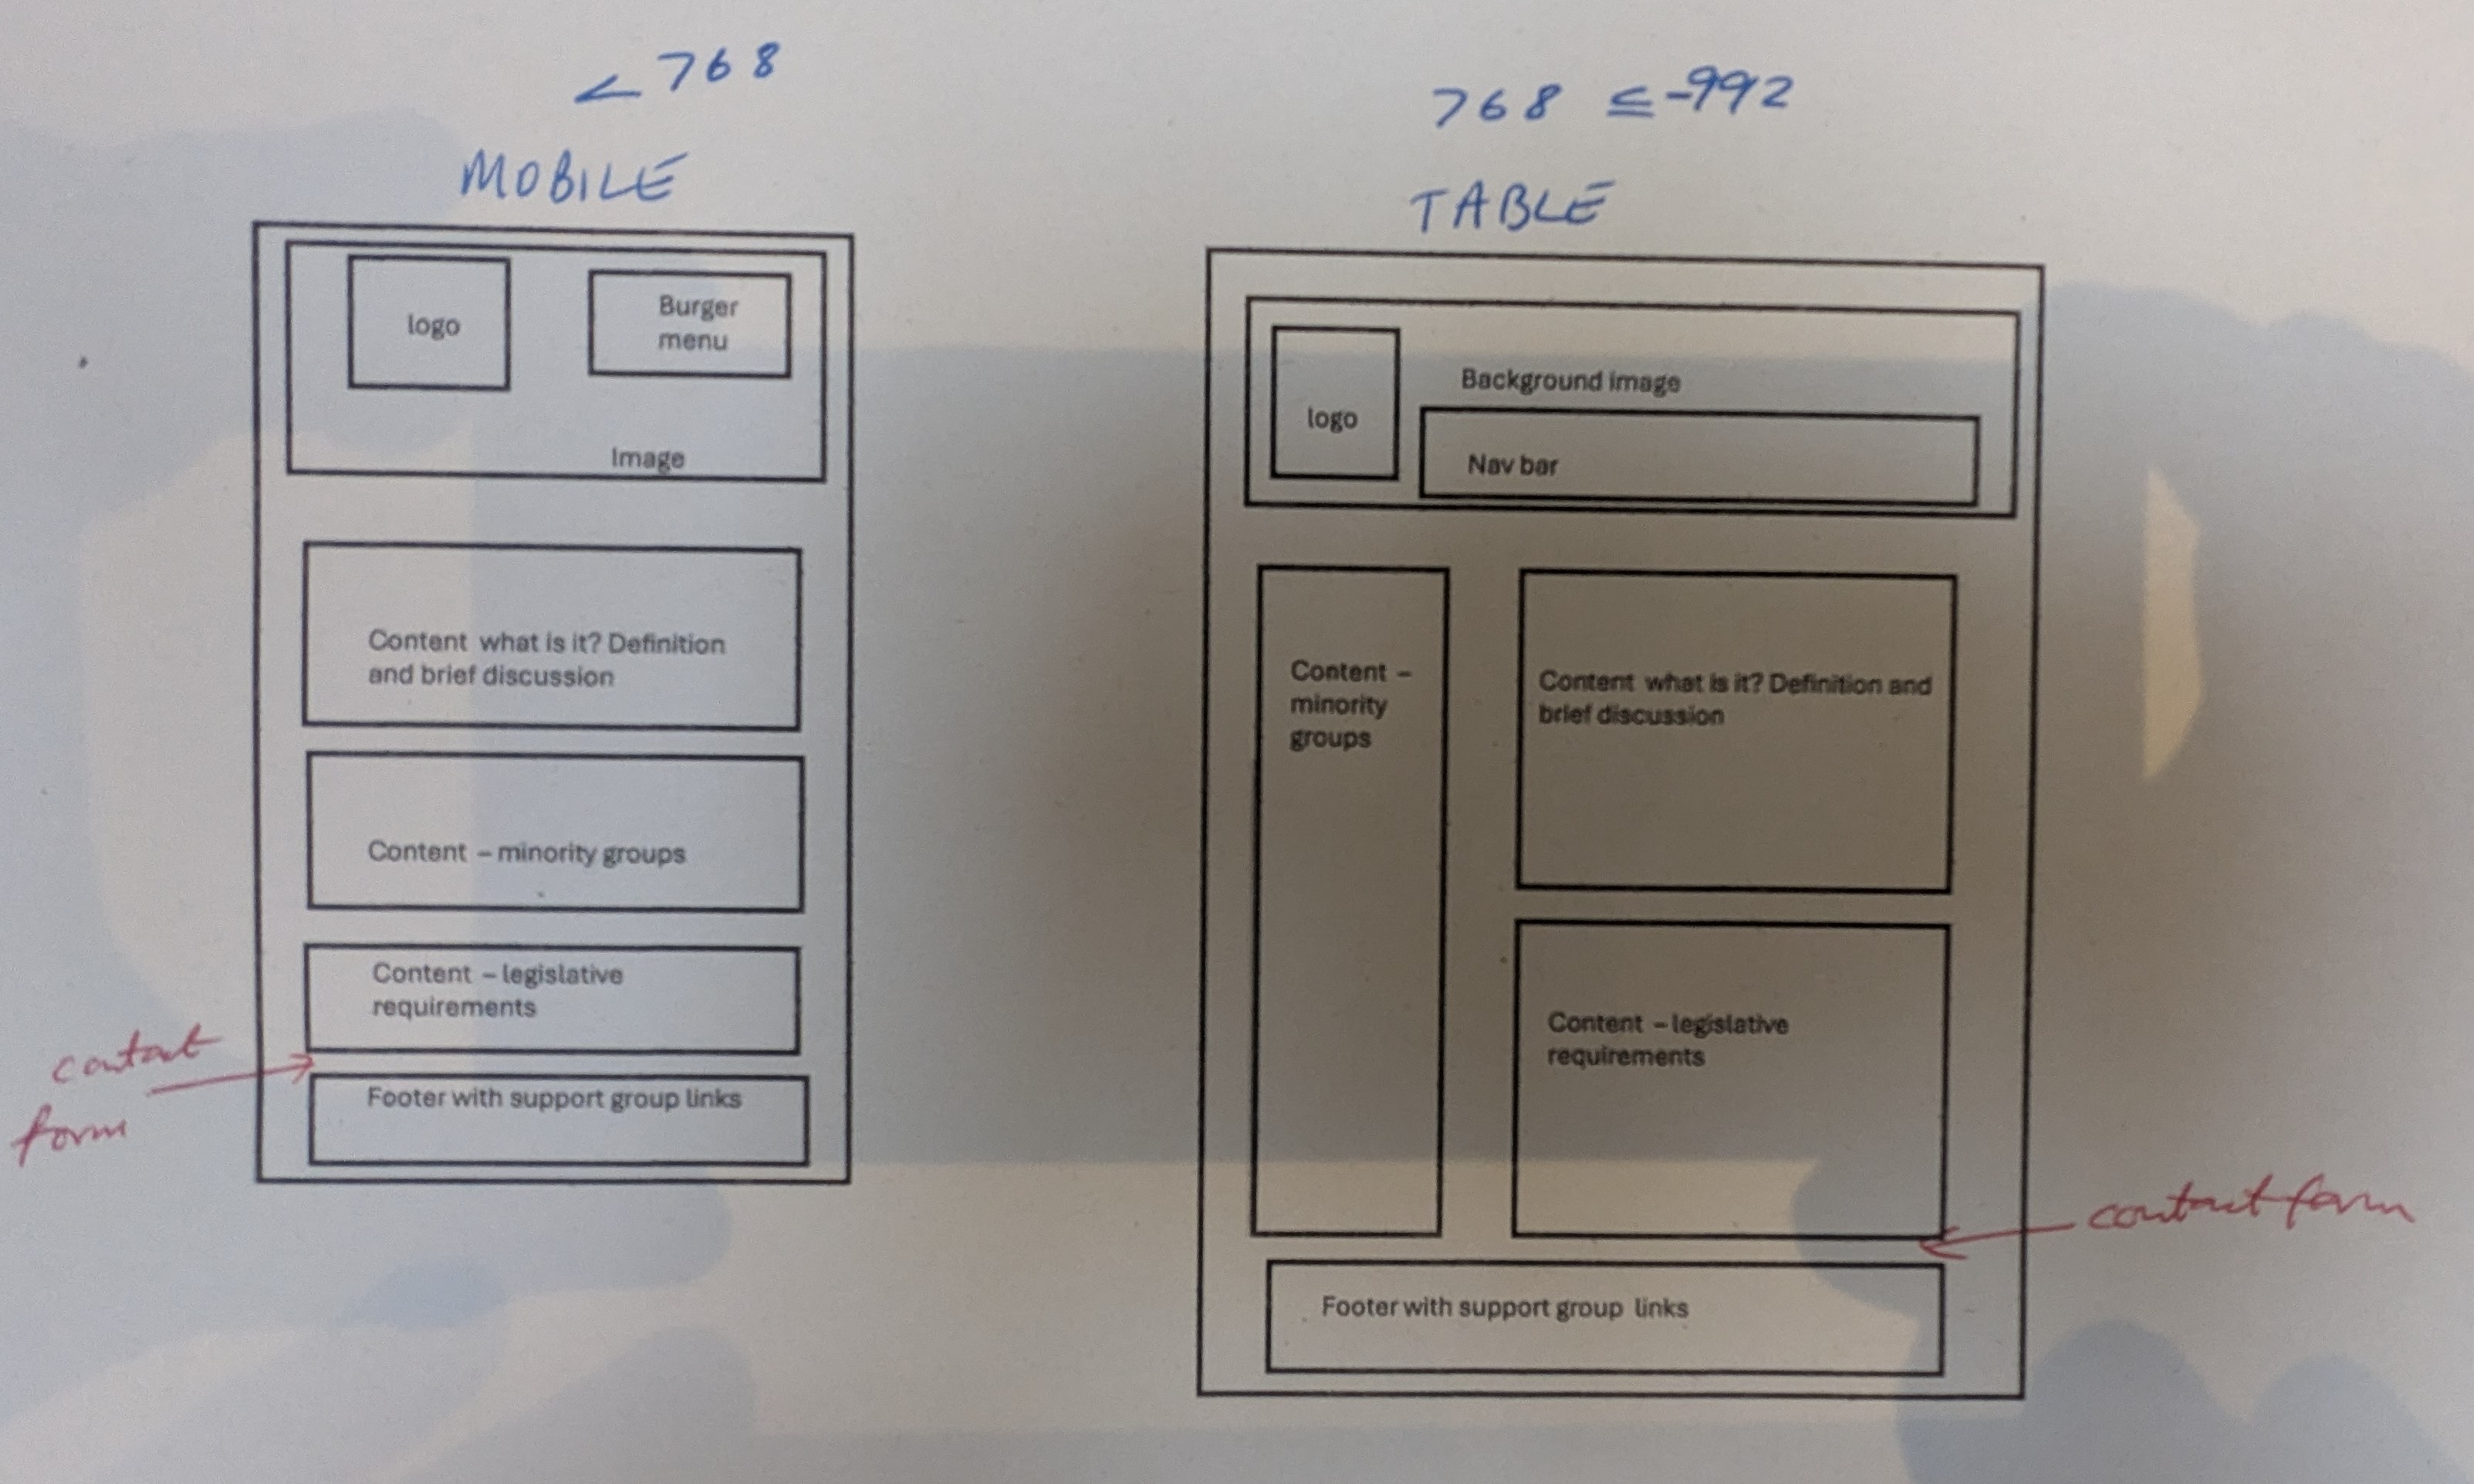 < 768
MOBILE
logo
Burger
menu
Image
Content what is it? Definition
and brief discussion
Content – minority groups
Content – legislative
requirements
contact
form
Footer with support group links
768 ≤ -992
TABLE
Background image
logo
Nav bar
Content –
minority
groups
Content what is it? Definition and
brief discussion
Content – legislative
requirements
contact form
Footer with support group links